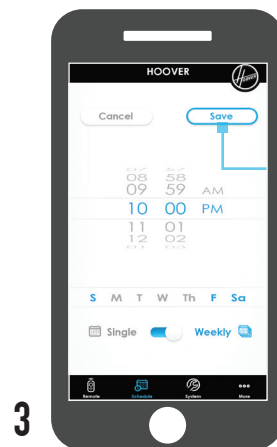 HOOVER
Hoover
Cancel Save
08 58
09 59 AM
10 00 PM
11 01
12 02
S M T W Th F Sa
Single Weekly
Remote Schedule System More
3